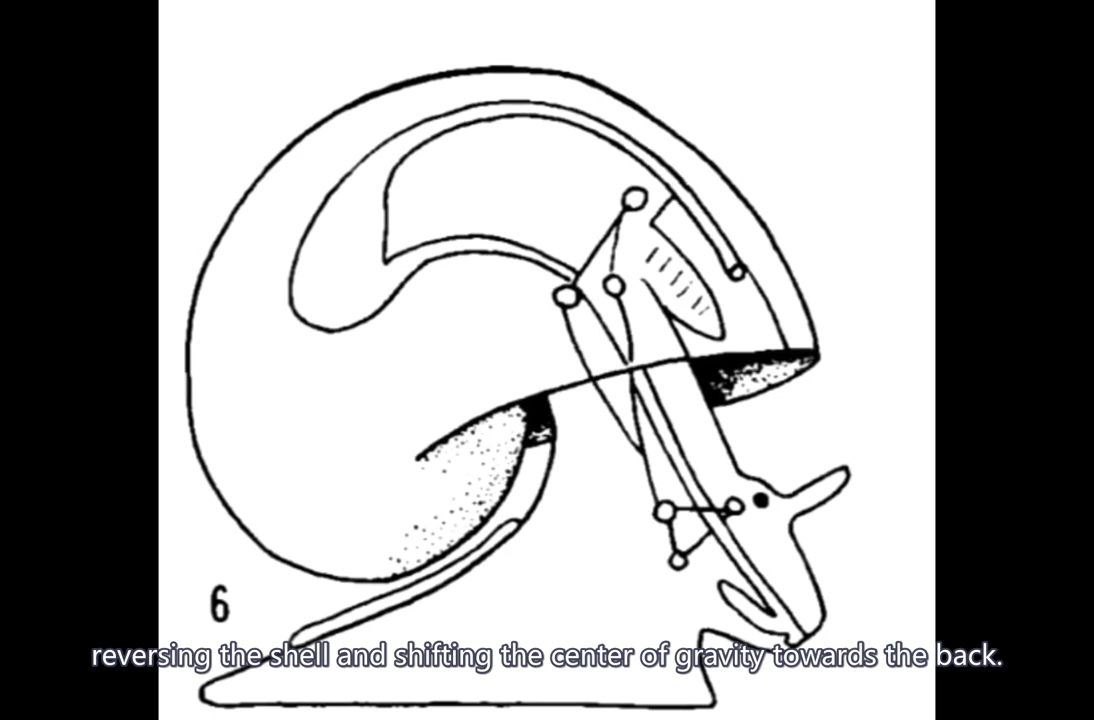 6
reversing the shell and shifting the center of gravity towards the back.